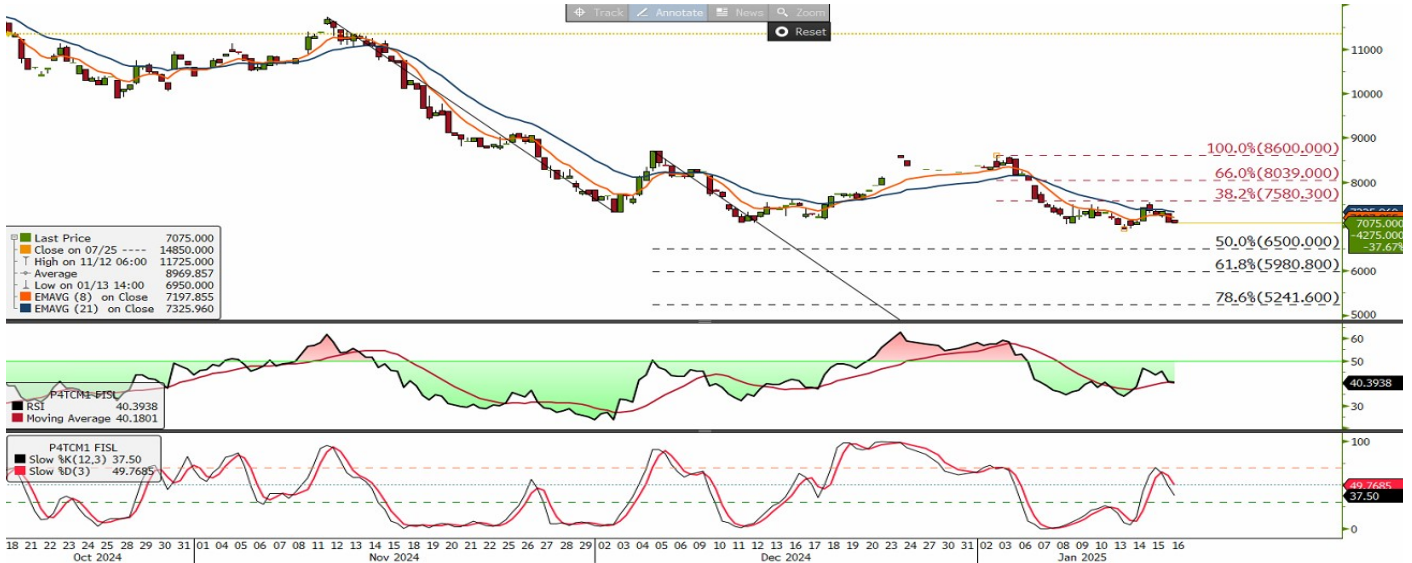 Track Annotate News Zoom
Reset
11000
10000
9000
8000
6000
5000
100.0%(8600.000)
66.0%(8039.000)
38.2%(7580.300)
50.0%(6500.000)
61.8%(5980.800)
78.6%(5241.600)
7325.960
7075.000
-4275.000
-37.67%
Last Price 7075.000
Close on 07/25 ---- 14850.000
High on 11/12 06:00 11725.000
Average 8969.857
Low on 01/13 14:00 6950.000
EMAVG (8) on Close 7197.855
EMAVG (21) on Close 7325.960
60
50
40.3938
30
P4TCM1 FISL
RSI 40.3938
Moving Average 40.1801
P4TCM1 FISL
Slow %K(12,3) 37.50
Slow %D(3) 49.7685
100
49.7685
37.50
0
18 21 22 23 24 25 28 29 30 31 01 04 05 06 07 08 11 12 13 14 15 18 19 20 21 22 25 26 27 28 29 02 03 04 05 06 09 10 11 12 13 16 17 18 19 20 23 24 27 30 31 02 03 06 07 08 09 10 13 14 15 16
Oct 2024 Nov 2024 Dec 2024 Jan 2025